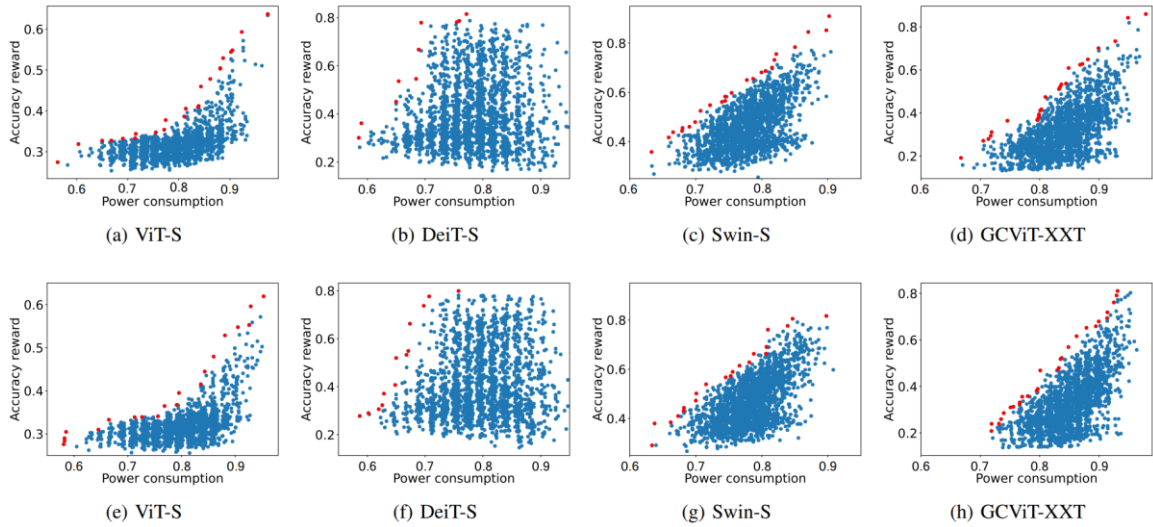 Accuracy reward
0.6
0.5
0.4
0.3
0.6 0.7 0.8 0.9
Power consumption
(a) ViT-S
Accuracy reward
0.8
0.6
0.4
0.2
0.6 0.7 0.8 0.9
Power consumption
(b) DeiT-S
Accuracy reward
0.8
0.6
0.4
0.6 0.7 0.8 0.9
Power consumption
(c) Swin-S
Accuracy reward
0.8
0.6
0.4
0.2
0.6 0.7 0.8 0.9
Power consumption
(d) GCViT-XXT
Accuracy reward
0.6
0.5
0.4
0.3
0.6 0.7 0.8 0.9
Power consumption
(e) ViT-S
Accuracy reward
0.8
0.6
0.4
0.2
0.6 0.7 0.8 0.9
Power consumption
(f) DeiT-S
Accuracy reward
0.8
0.6
0.4
0.6 0.7 0.8 0.9
Power consumption
(g) Swin-S
Accuracy reward
0.8
0.6
0.4
0.2
0.6 0.7 0.8 0.9
Power consumption
(h) GCViT-XXT